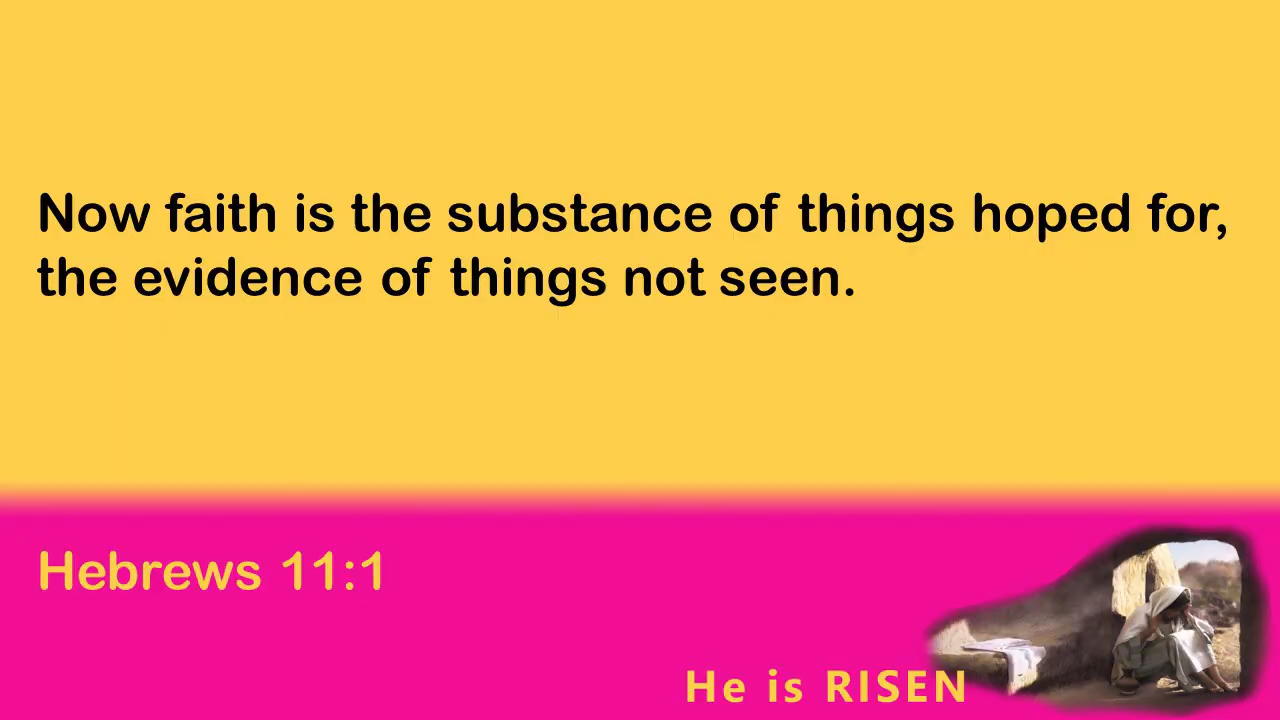 Now faith is the substance of things hoped for,
the evidence of things not seen.
Hebrews 11:1
He is RISEN